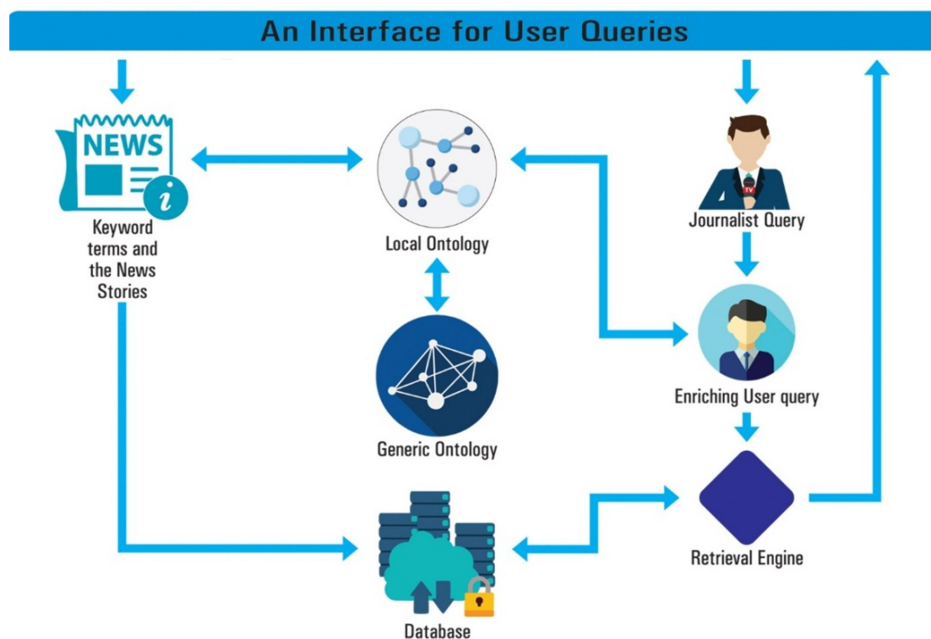 An Interface for User Queries
NEWS
i
Keyword
terms and
the News
Stories
Local Ontology
TV
Journalist Query
Generic Ontology
Enriching User query
Database
Retrieval Engine